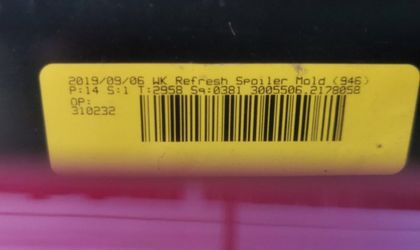 2019/09/06 WK Refresh Spoiler Mold (946)
P:14 S:1 T:2958 Sq:0381 3005506.2178058
OP:
310232